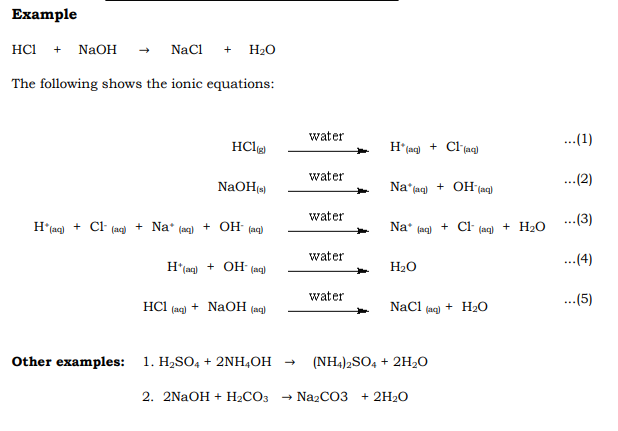 Example
HCl + NaOH → NaCl + H₂O
The following shows the ionic equations:
HCl(g) water H⁺(aq) + Cl⁻(aq) ...(1)
NaOH(s) water Na⁺(aq) + OH⁻(aq) ...(2)
H⁺(aq) + Cl⁻ (aq) + Na⁺ (aq) + OH⁻ (aq) water Na⁺ (aq) + Cl⁻ (aq) + H₂O ...(3)
H⁺(aq) + OH⁻ (aq) water H₂O ...(4)
HCl (aq) + NaOH (aq) water NaCl (aq) + H₂O ...(5)
Other examples: 1. H₂SO₄ + 2NH₄OH → (NH₄)₂SO₄ + 2H₂O
2. 2NaOH + H₂CO₃ → Na₂CO3 + 2H₂O